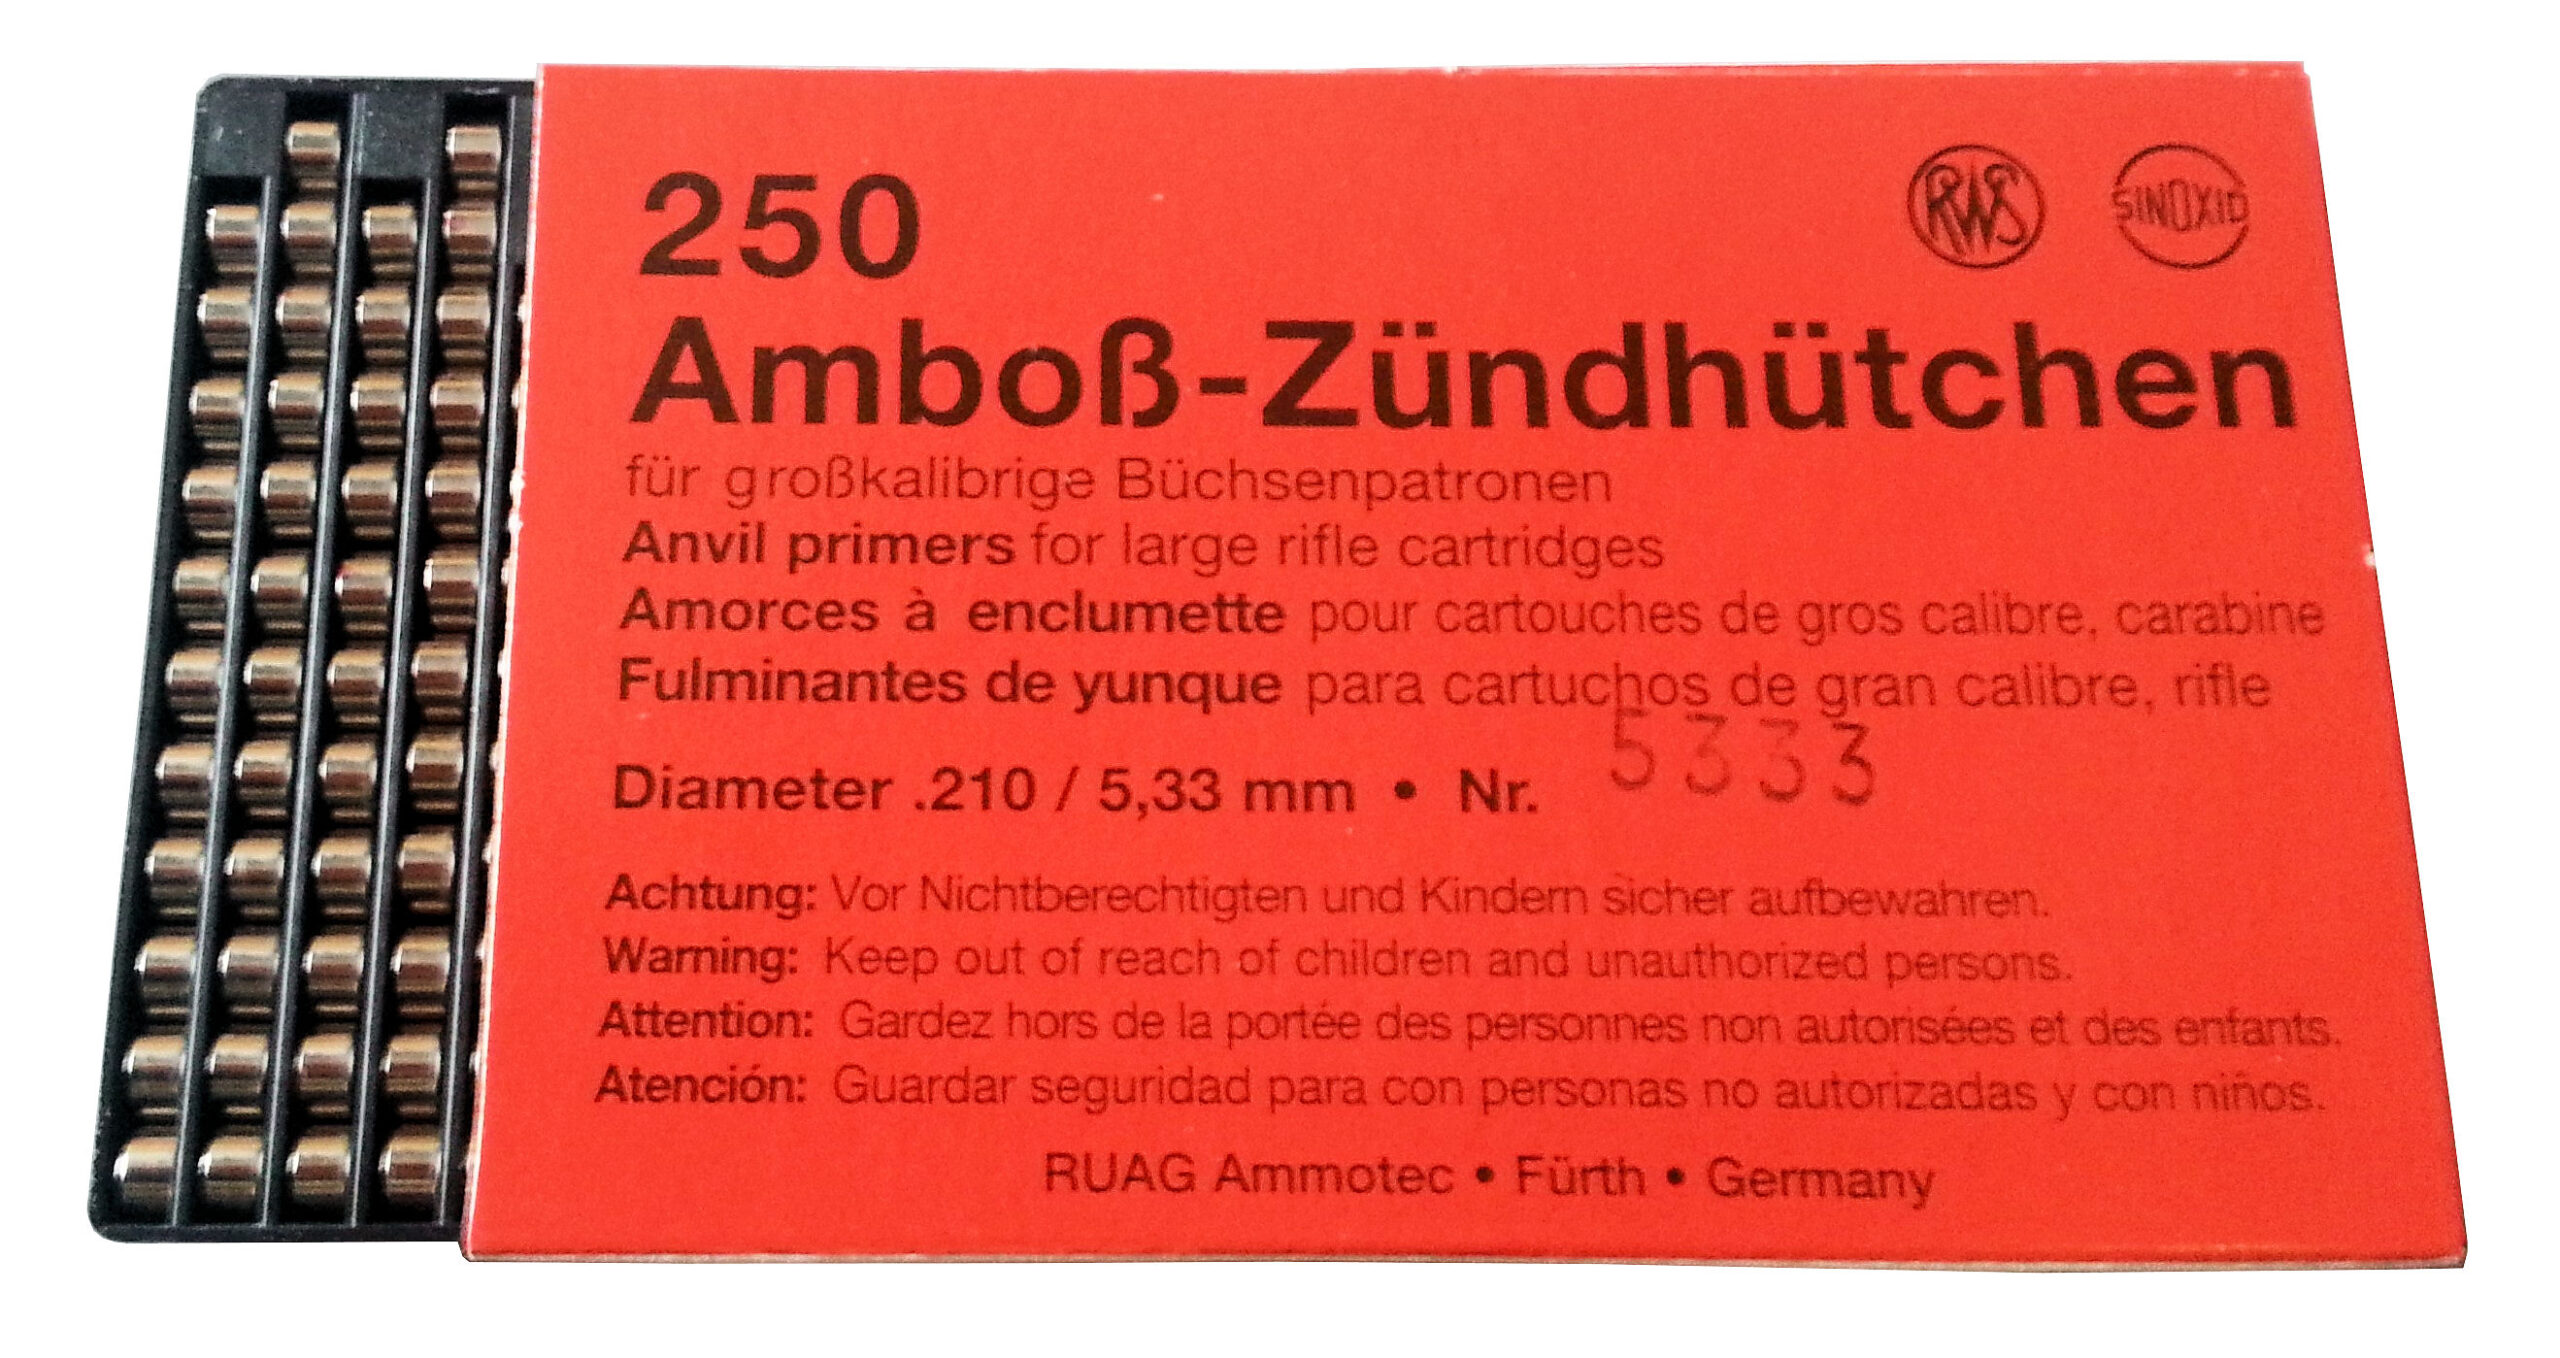 250
RWS
SINOXID
Amboß-Zündhütchen
für großkalibrige Büchsenpatronen
Anvil primers for large rifle cartridges
Amorces à enclumette pour cartouches de gros calibre, carabine
Fulminantes de yunque para cartuchos de gran calibre, rifle
Diameter .210 / 5,33 mm • Nr. 5333
Achtung: Vor Nichtberechtigten und Kindern sicher aufbewahren.
Warning: Keep out of reach of children and unauthorized persons.
Attention: Gardez hors de la portée des personnes non autorisées et des enfants.
Atención: Guardar seguridad para con personas no autorizadas y con niños.
RUAG Ammotec • Fürth • Germany